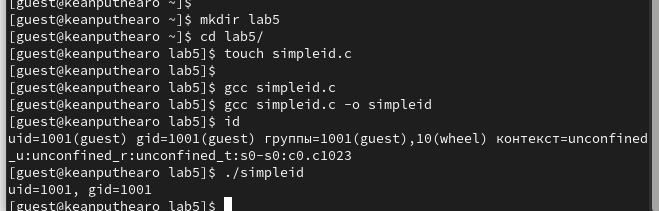 [guest@keanputhearo ~]$
[guest@keanputhearo ~]$ mkdir lab5
[guest@keanputhearo ~]$ cd lab5/
[guest@keanputhearo lab5]$ touch simpleid.c
[guest@keanputhearo lab5]$
[guest@keanputhearo lab5]$ gcc simpleid.c
[guest@keanputhearo lab5]$ gcc simpleid.c -o simpleid
[guest@keanputhearo lab5]$ id
uid=1001(guest) gid=1001(guest) группы=1001(guest),10(wheel) контекст=unconfined
_u:unconfined_r:unconfined_t:s0-s0:c0.c1023
[guest@keanputhearo lab5]$ ./simpleid
uid=1001, gid=1001
[guest@keanputhearo lab5]$